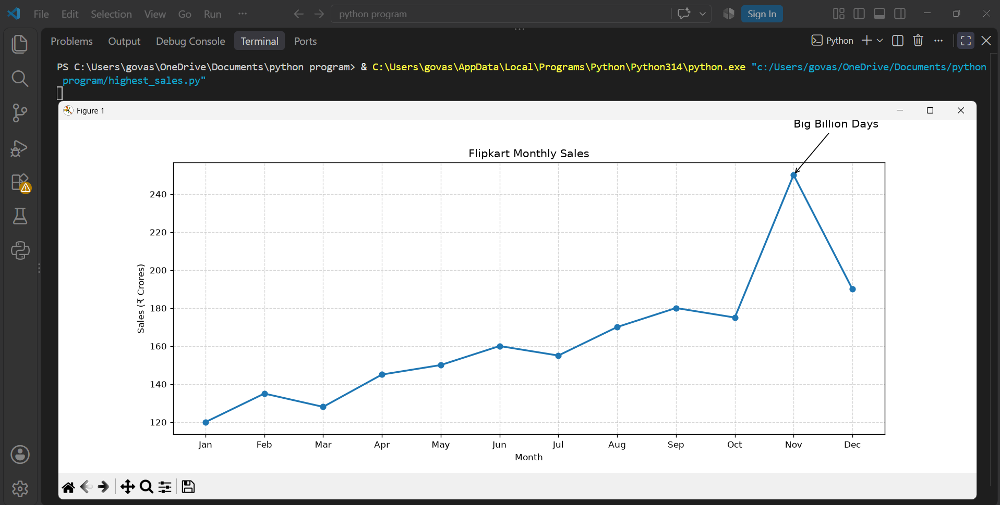 File Edit Selection View Go Run ···
python program
Sign In
Problems Output Debug Console Terminal Ports
Python
PS C:\Users\govas\OneDrive\Documents\python program> & C:\Users\govas\AppData\Local\Programs\Python\Python314\python.exe "c:/Users/govas/OneDrive/Documents/python
program/highest_sales.py"
Figure 1
Big Billion Days
Flipkart Monthly Sales
240
220
200
180
160
140
120
Sales (₹ Crores)
Jan Feb Mar Apr May Jun Jul Aug Sep Oct Nov Dec
Month